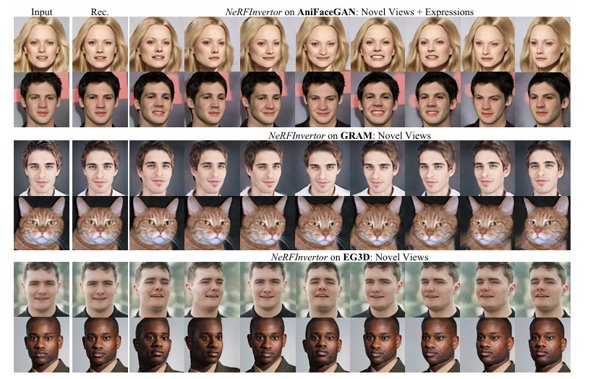 Input Rec. NeRFInvertor on AniFaceGAN: Novel Views + Expressions
NeRFInvertor on GRAM: Novel Views
NeRFInvertor on EG3D: Novel Views